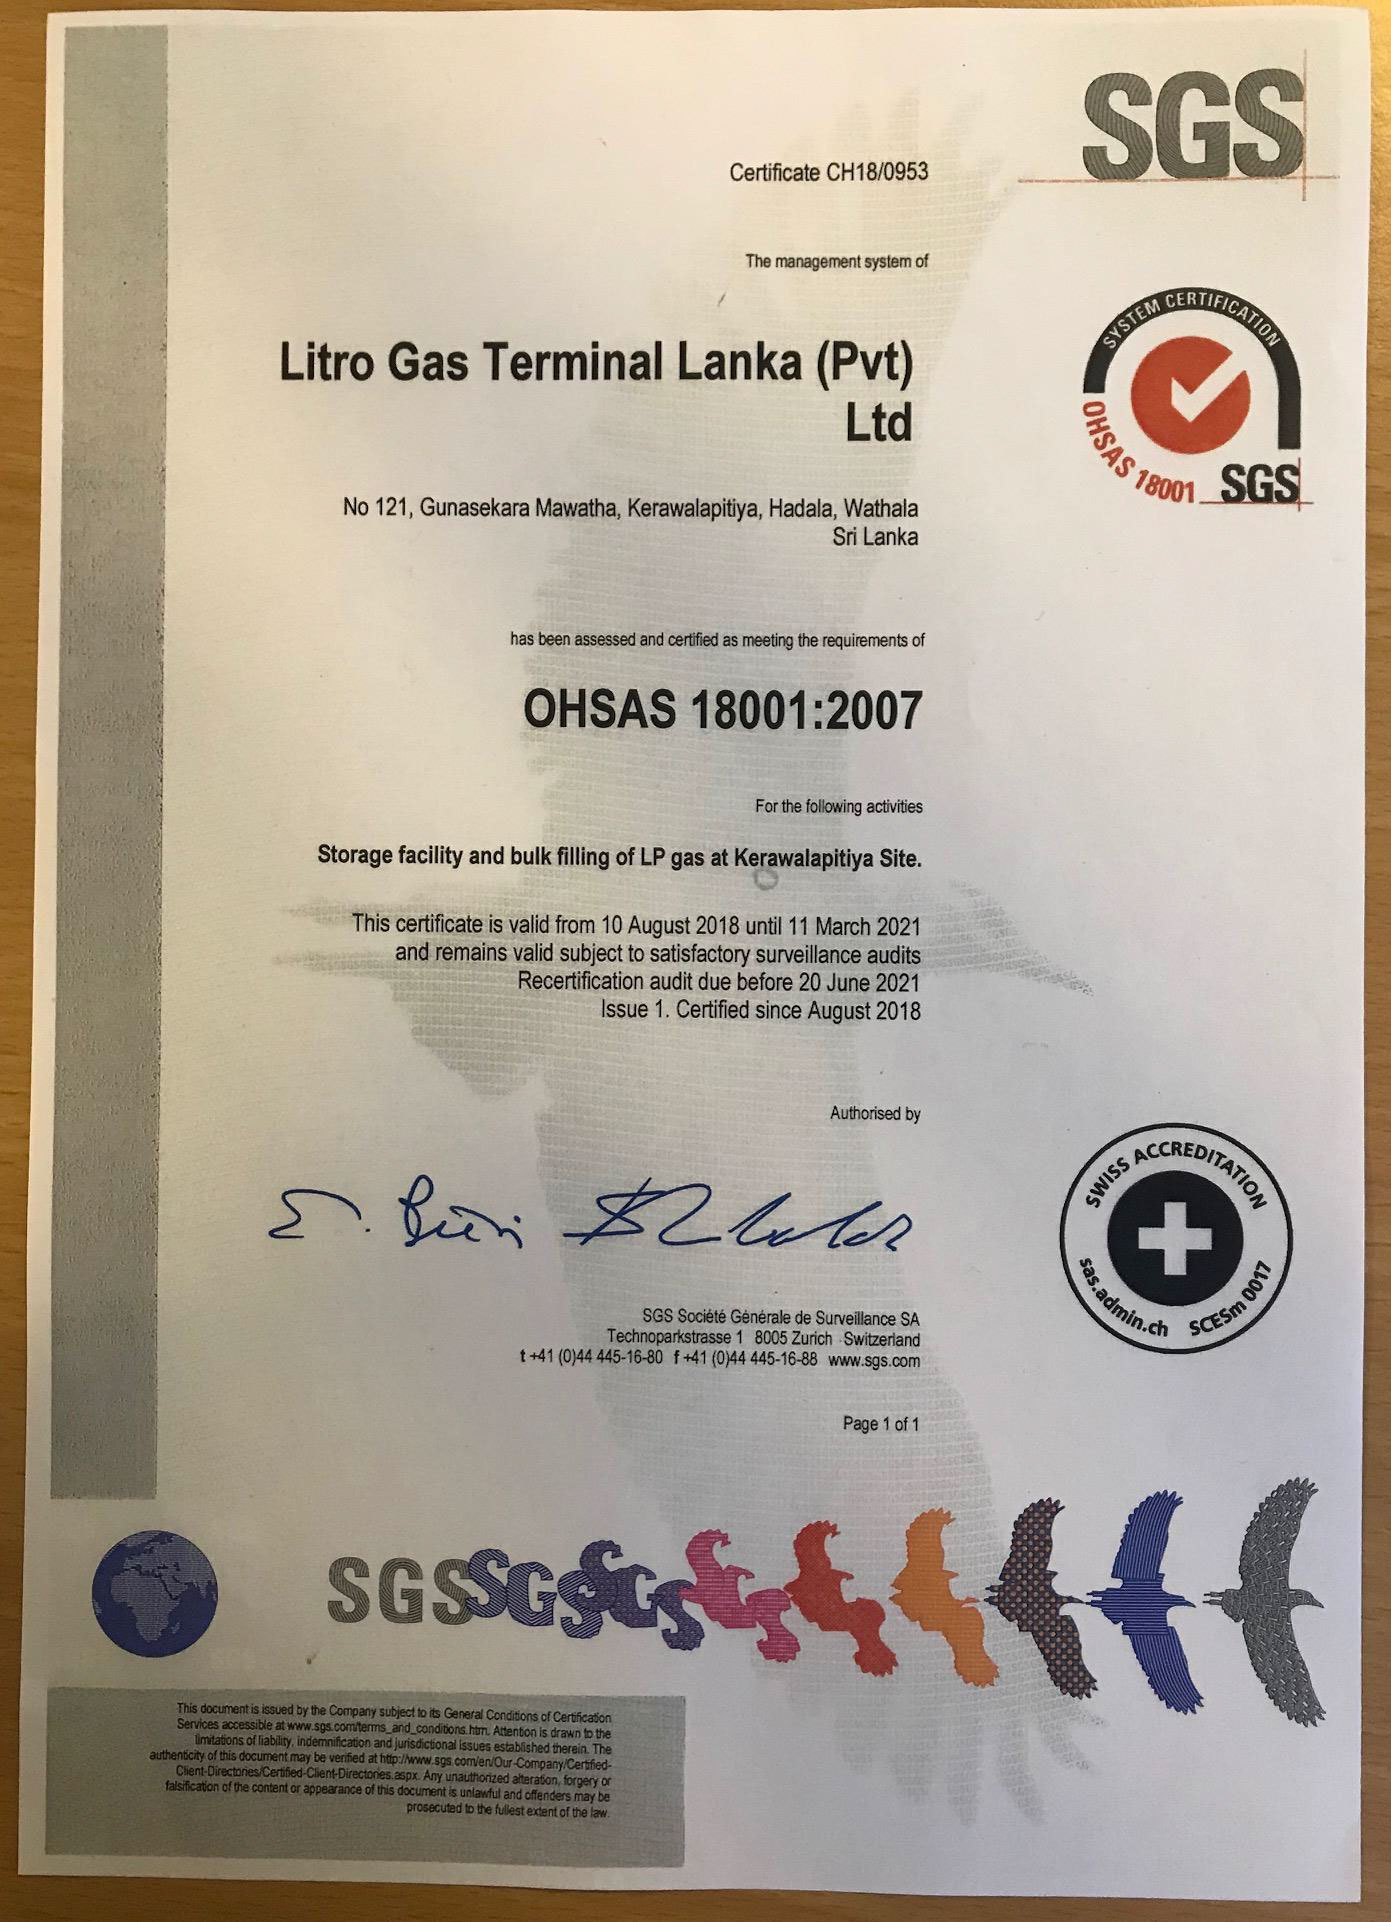 SGS
Certificate CH18/0953
The management system of
SYSTEM CERTIFICATION
Litro Gas Terminal Lanka (Pvt)
Ltd
OHSAS 18001
SGS
No 121, Gunasekara Mawatha, Kerawalapitiya, Hadala, Wathala
Sri Lanka
has been assessed and certified as meeting the requirements of
OHSAS 18001:2007
For the following activities
Storage facility and bulk filling of LP gas at Kerawalapitiya Site.
This certificate is valid from 10 August 2018 until 11 March 2021
and remains valid subject to satisfactory surveillance audits
Recertification audit due before 20 June 2021
Issue 1. Certified since August 2018
Authorised by
SWISS ACCREDITATION
sas.admin.ch SCESm 0017
SGS Société Générale de Surveillance SA
Technoparkstrasse 1 8005 Zurich Switzerland
t +41 (0)44 445-16-80 f +41 (0)44 445-16-88 www.sgs.com
Page 1 of 1
SGS SGS SGS
This document is issued by the Company subject to its General Conditions of Certification
Services accessible at www.sgs.com/terms_and_conditions.htm. Attention is drawn to the
limitations of liability, indemnification and jurisdictional issues established therein. The
authenticity of this document may be verified at http://www.sgs.com/en/Our-Company/Certified-
Client-Directories/Certified-Client-Directories.aspx. Any unauthorized alteration, forgery or
falsification of the content or appearance of this document is unlawful and offenders may be
prosecuted to the fullest extent of the law.